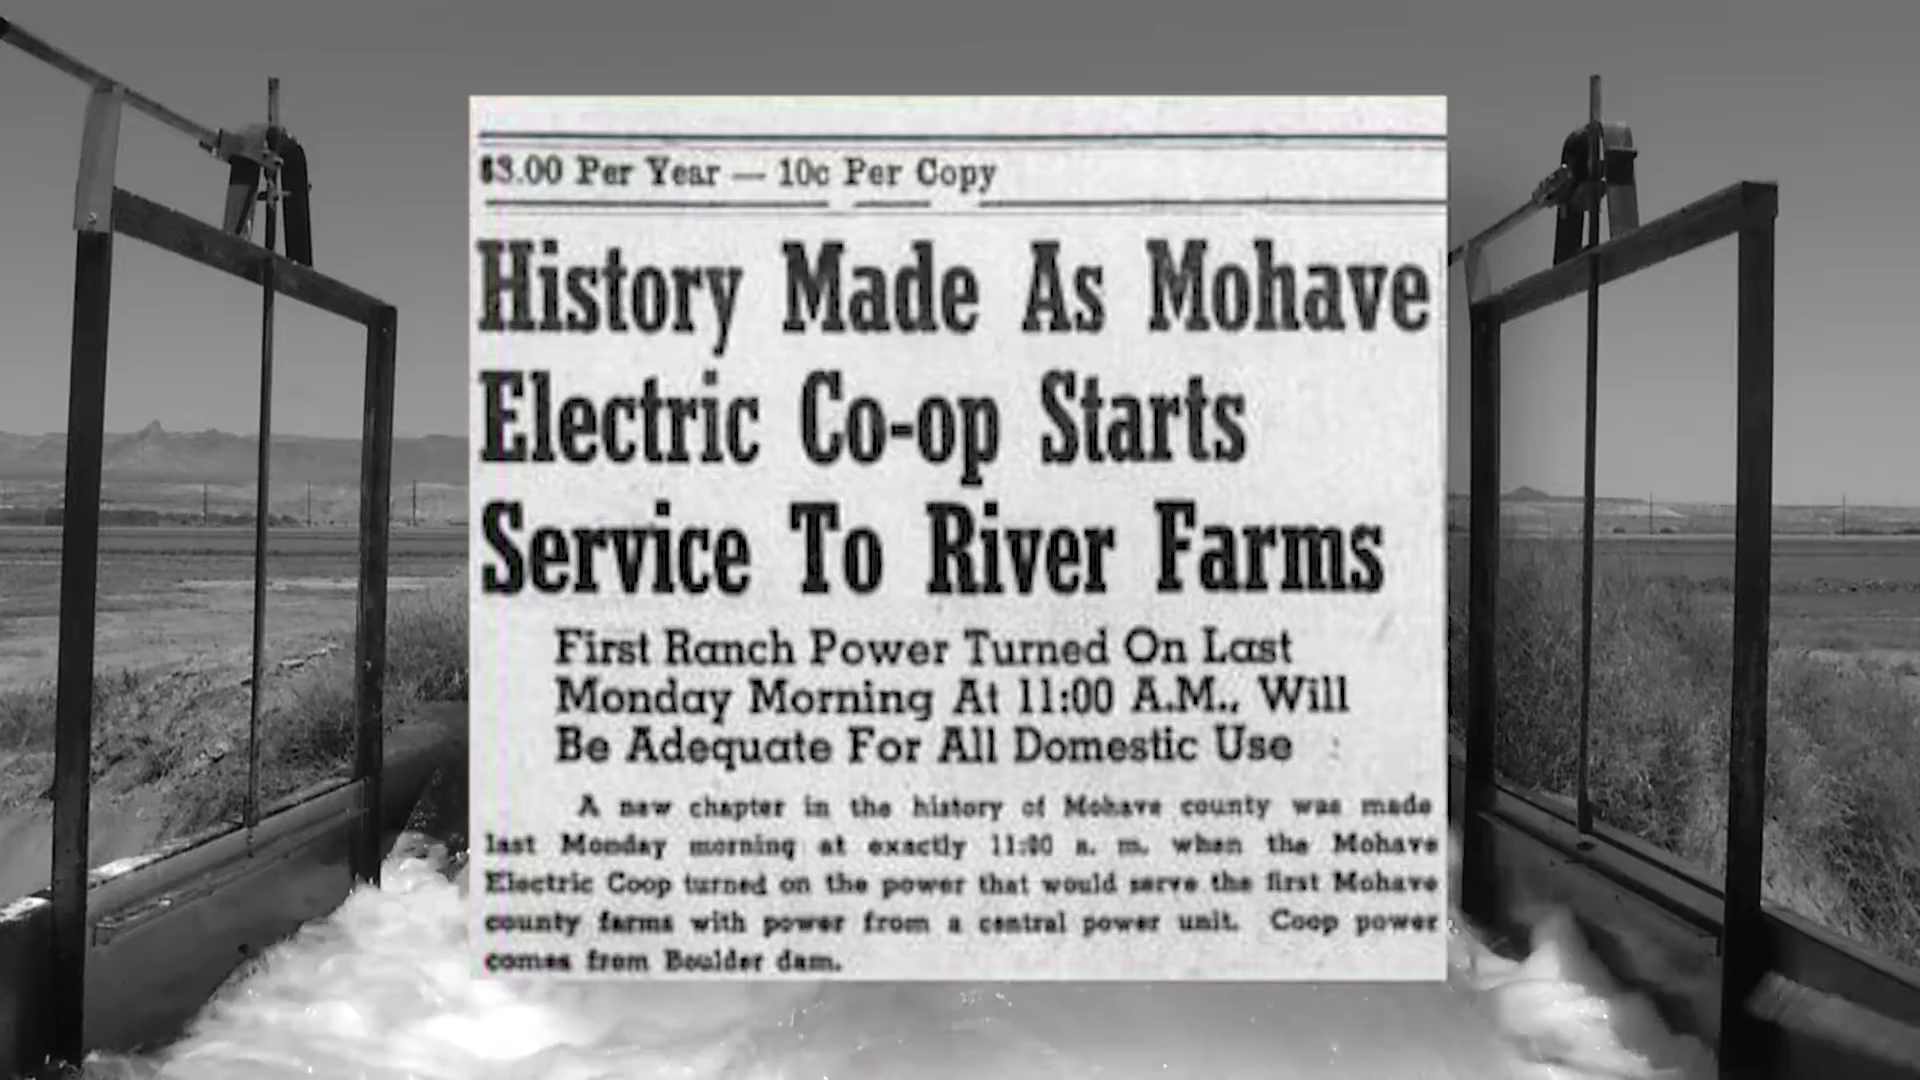 $3.00 Per Year — 10c Per Copy
History Made As Mohave
Electric Co-op Starts
Service To River Farms
First Ranch Power Turned On Last
Monday Morning At 11:00 A.M., Will
Be Adequate For All Domestic Use
A new chapter in the history of Mohave county was made
last Monday morning at exactly 11:00 a. m. when the Mohave
Electric Coop turned on the power that would serve the first Mohave
county farms with power from a central power unit. Coop power
comes from Boulder dam.